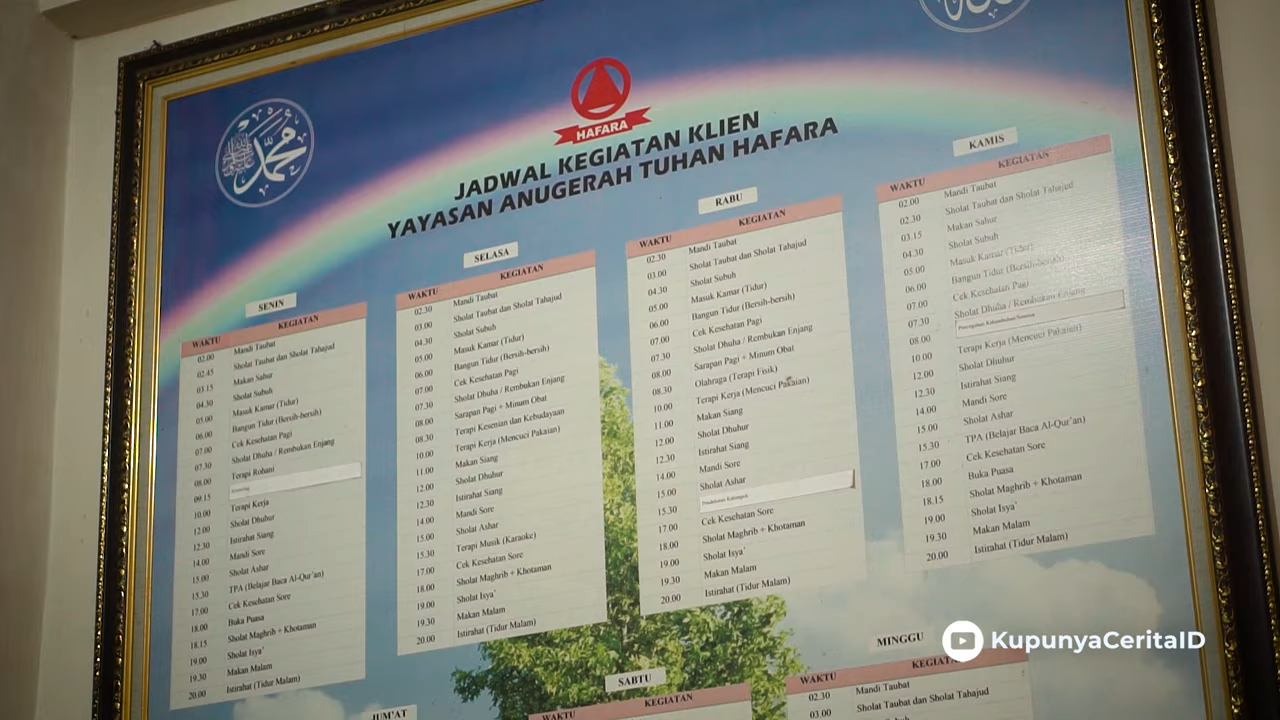 محمد
HAFARA
JADWAL KEGIATAN KLIEN
YAYASAN ANUGERAH TUHAN HAFARA
SENIN
WAKTU KEGIATAN
02.00 Mandi Taubat
02.45 Sholat Taubat dan Sholat Tahajud
03.15 Makan Sahur
04.30 Sholat Subuh
05.00 Masuk Kamar (Tidur)
06.00 Bangun Tidur (Bersih-bersih)
07.00 Cek Kesehatan Pagi
07.30 Sholat Dhuha / Rembukan Enjang
08.00 Terapi Rohani
09.15
10.00 Terapi Kerja
12.00 Sholat Dhuhur
12.30 Istirahat Siang
14.00 Mandi Sore
15.00 Sholat Ashar
15.30 TPA (Belajar Baca Al-Qur'an)
17.00 Cek Kesehatan Sore
18.00 Buka Puasa
18.15 Sholat Maghrib + Khotaman
19.00 Sholat Isya'
19.30 Makan Malam
20.00 Istirahat (Tidur Malam)
SELASA
WAKTU KEGIATAN
02.30 Mandi Taubat
03.00 Sholat Taubat dan Sholat Tahajud
04.30 Sholat Subuh
05.00 Masuk Kamar (Tidur)
06.00 Bangun Tidur (Bersih-bersih)
07.00 Cek Kesehatan Pagi
07.30 Sholat Dhuha / Rembukan Enjang
08.00 Sarapan Pagi + Minum Obat
08.30 Terapi Kesenian dan Kebudayaan
10.00 Terapi Kerja (Mencuci Pakaian)
11.00 Makan Siang
12.00 Sholat Dhuhur
12.30 Istirahat Siang
14.00 Mandi Sore
15.00 Sholat Ashar
15.30 Terapi Musik (Karaoke)
17.00 Cek Kesehatan Sore
18.00 Sholat Maghrib + Khotaman
19.00 Sholat Isya'
19.30 Makan Malam
20.00 Istirahat (Tidur Malam)
RABU
WAKTU KEGIATAN
02.30 Mandi Taubat
03.00 Sholat Taubat dan Sholat Tahajud
04.30 Sholat Subuh
05.00 Masuk Kamar (Tidur)
06.00 Bangun Tidur (Bersih-bersih)
07.00 Cek Kesehatan Pagi
07.30 Sholat Dhuha / Rembukan Enjang
08.00 Sarapan Pagi + Minum Obat
08.30 Olahraga (Terapi Fisik)
10.00 Terapi Kerja (Mencuci Pakaian)
11.00 Makan Siang
12.00 Sholat Dhuhur
12.30 Istirahat Siang
14.00 Mandi Sore
15.00 Sholat Ashar
15.30
17.00 Cek Kesehatan Sore
18.00 Sholat Maghrib + Khotaman
19.00 Sholat Isya'
19.30 Makan Malam
20.00 Istirahat (Tidur Malam)
KAMIS
WAKTU KEGIATAN
02.00 Mandi Taubat
02.30 Sholat Taubat dan Sholat Tahajud
03.15 Makan Sahur
04.30 Sholat Subuh
05.00 Masuk Kamar (Tidur)
06.00 Bangun Tidur (Bersih-bersih)
07.00 Cek Kesehatan Pagi
07.30 Sholat Dhuha / Rembukan Enjang
08.00
10.00 Terapi Kerja (Mencuci Pakaian)
12.00 Sholat Dhuhur
12.30 Istirahat Siang
14.00 Mandi Sore
15.00 Sholat Ashar
15.30 TPA (Belajar Baca Al-Qur'an)
17.00 Cek Kesehatan Sore
18.00 Buka Puasa
18.15 Sholat Maghrib + Khotaman
19.00 Sholat Isya'
19.30 Makan Malam
20.00 Istirahat (Tidur Malam)
JUM'AT
SABTU
WAKTU KEGIATAN
MINGGU
WAKTU KEGIATAN
02.30 Mandi Taubat
03.00 Sholat Taubat dan Sholat Tahajud
Subuh
KupunyaCeritaID